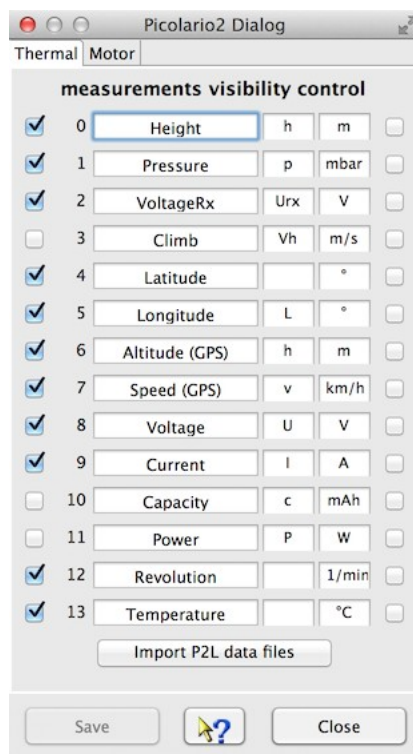 Picolario2 Dialog
Thermal Motor
measurements visibility control
0 Height h m
1 Pressure p mbar
2 VoltageRx Urx V
3 Climb Vh m/s
4 Latitude °
5 Longitude L °
6 Altitude (GPS) h m
7 Speed (GPS) v km/h
8 Voltage U V
9 Current I A
10 Capacity c mAh
11 Power P W
12 Revolution 1/min
13 Temperature °C
Import P2L data files
Save ? Close